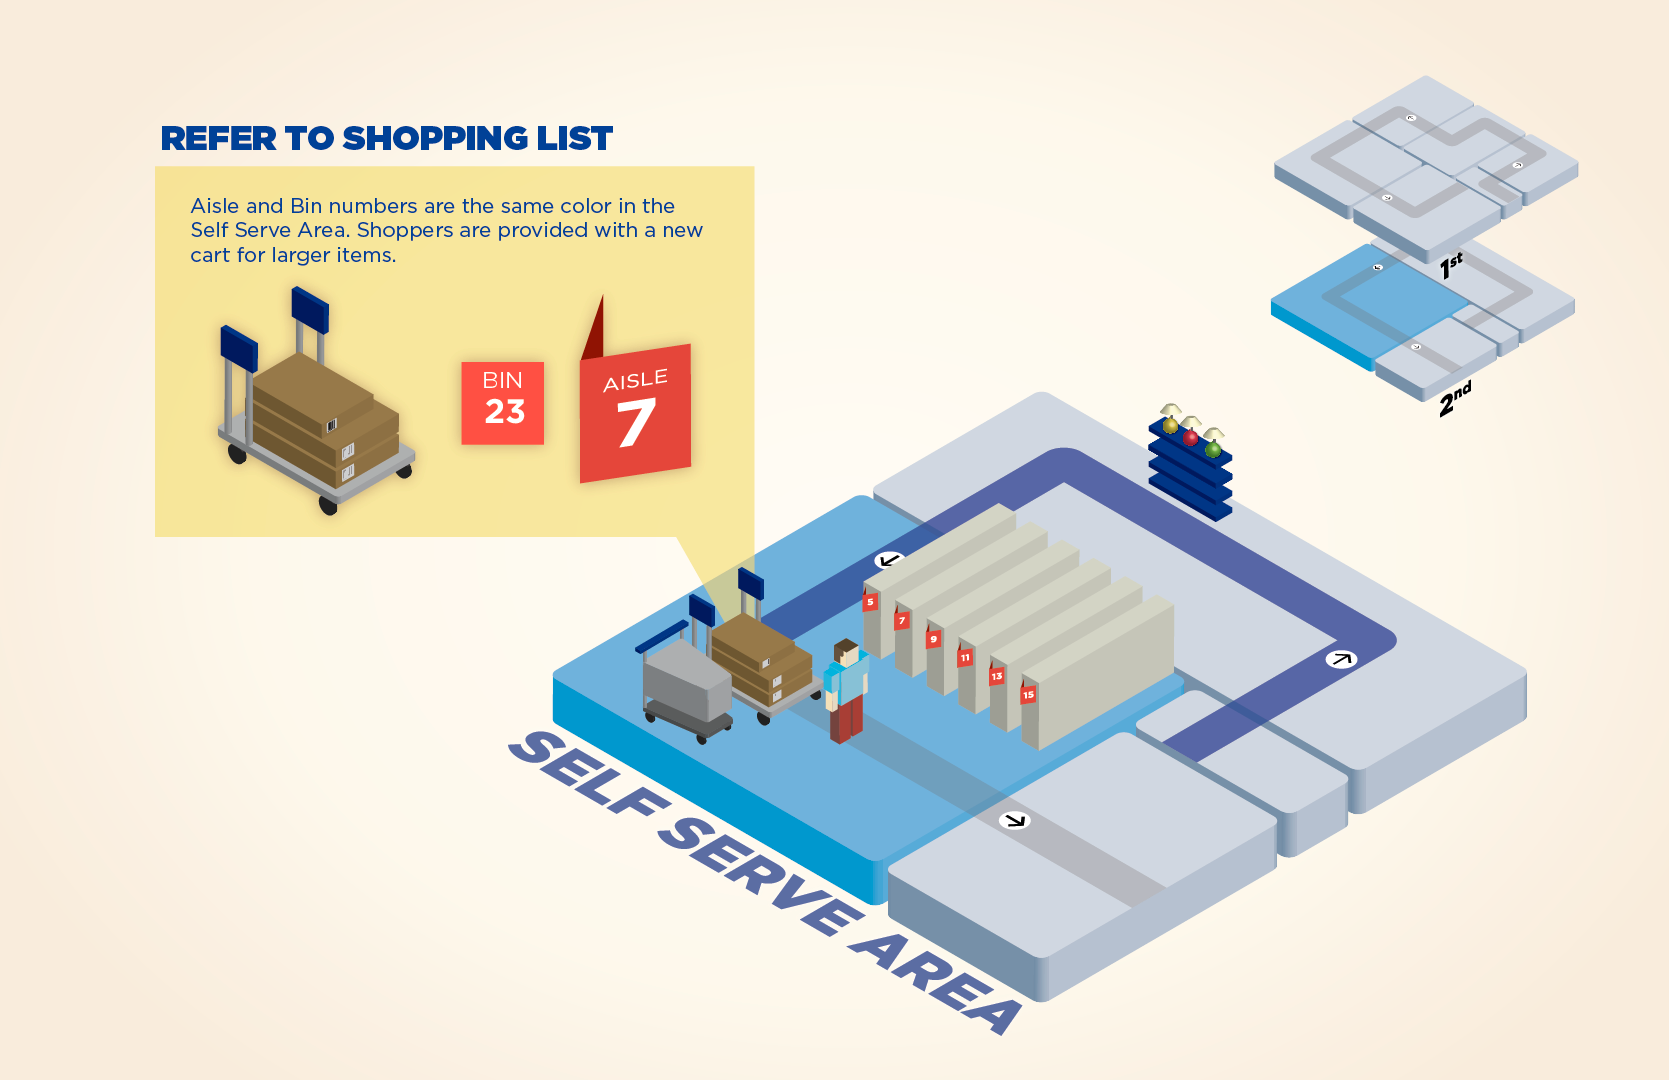 REFER TO SHOPPING LIST
Aisle and Bin numbers are the same color in the
Self Serve Area. Shoppers are provided with a new
cart for larger items.
BIN
23
AISLE
7
1st
2nd
5
7
9
11
13
15
SELF SERVE AREA